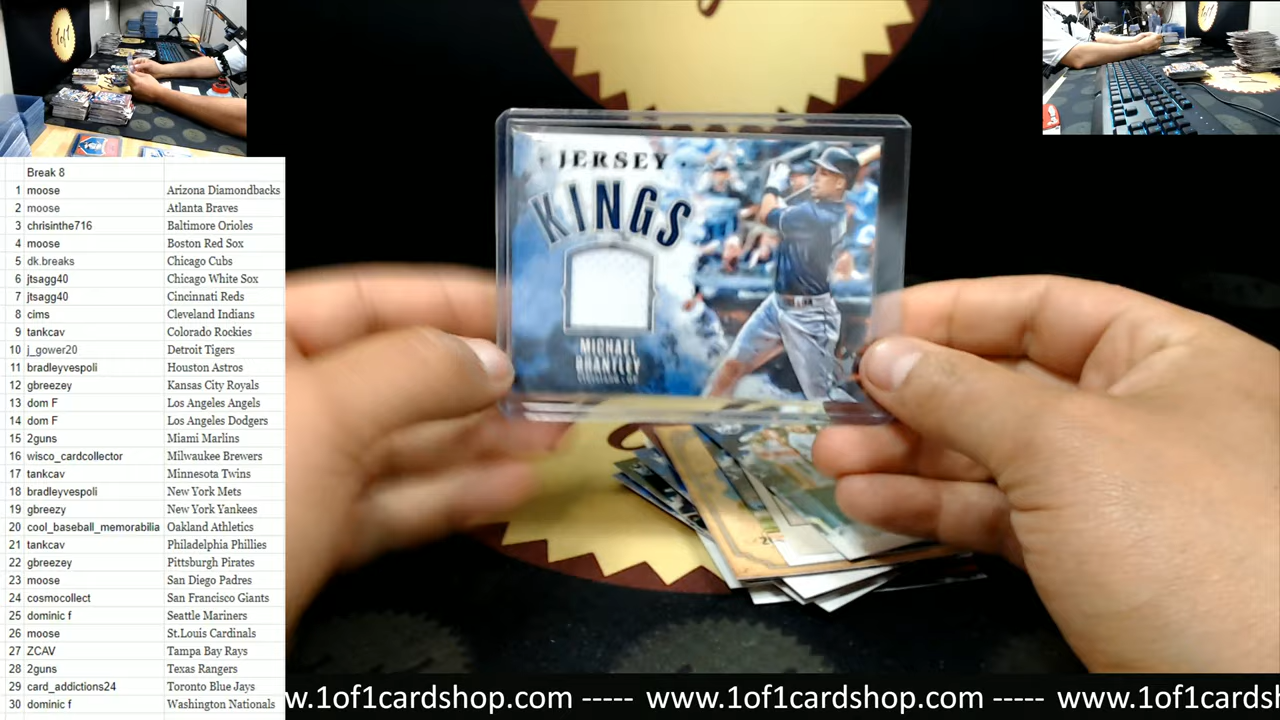 Break 8
1 moose Arizona Diamondbacks
2 moose Atlanta Braves
3 chrisinthe716 Baltimore Orioles
4 moose Boston Red Sox
5 dk.breaks Chicago Cubs
6 jtsagg40 Chicago White Sox
7 jtsagg40 Cincinnati Reds
8 cims Cleveland Indians
9 tankcav Colorado Rockies
10 j_gower20 Detroit Tigers
11 bradleyvespoli Houston Astros
12 gbreezey Kansas City Royals
13 dom F Los Angeles Angels
14 dom F Los Angeles Dodgers
15 2guns Miami Marlins
16 wisco_cardcollector Milwaukee Brewers
17 tankcav Minnesota Twins
18 bradleyvespoli New York Mets
19 gbreezy New York Yankees
20 cool_baseball_memorabilia Oakland Athletics
21 tankcav Philadelphia Phillies
22 gbreezey Pittsburgh Pirates
23 moose San Diego Padres
24 cosmocollect San Francisco Giants
25 dominic f Seattle Mariners
26 moose St.Louis Cardinals
27 ZCAV Tampa Bay Rays
28 2guns Texas Rangers
29 card_addictions24 Toronto Blue Jays
30 dominic f Washington Nationals
JERSEY
KINGS
MICHAEL
BRANTLEY
w.1of1cardshop.com ----- www.1of1cardshop.com ----- www.1of1cards